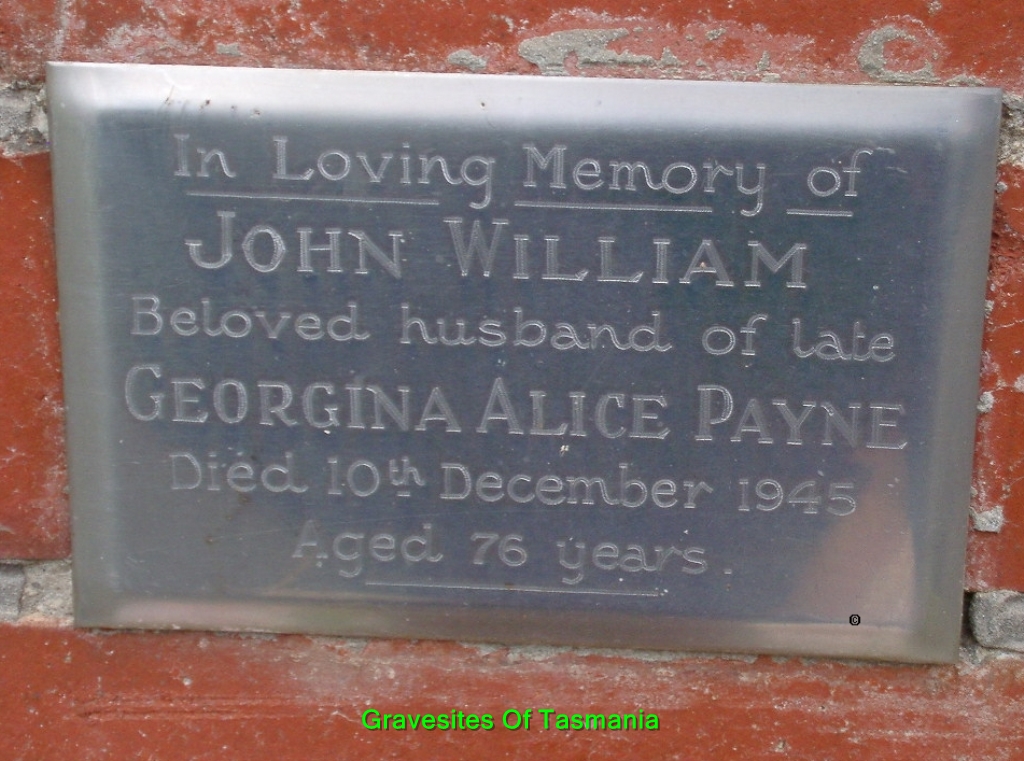 In Loving Memory of
JOHN WILLIAM
Beloved husband of late
GEORGINA ALICE PAYNE
Died 10th December 1945
Aged 76 years.
©
Gravesites Of Tasmania